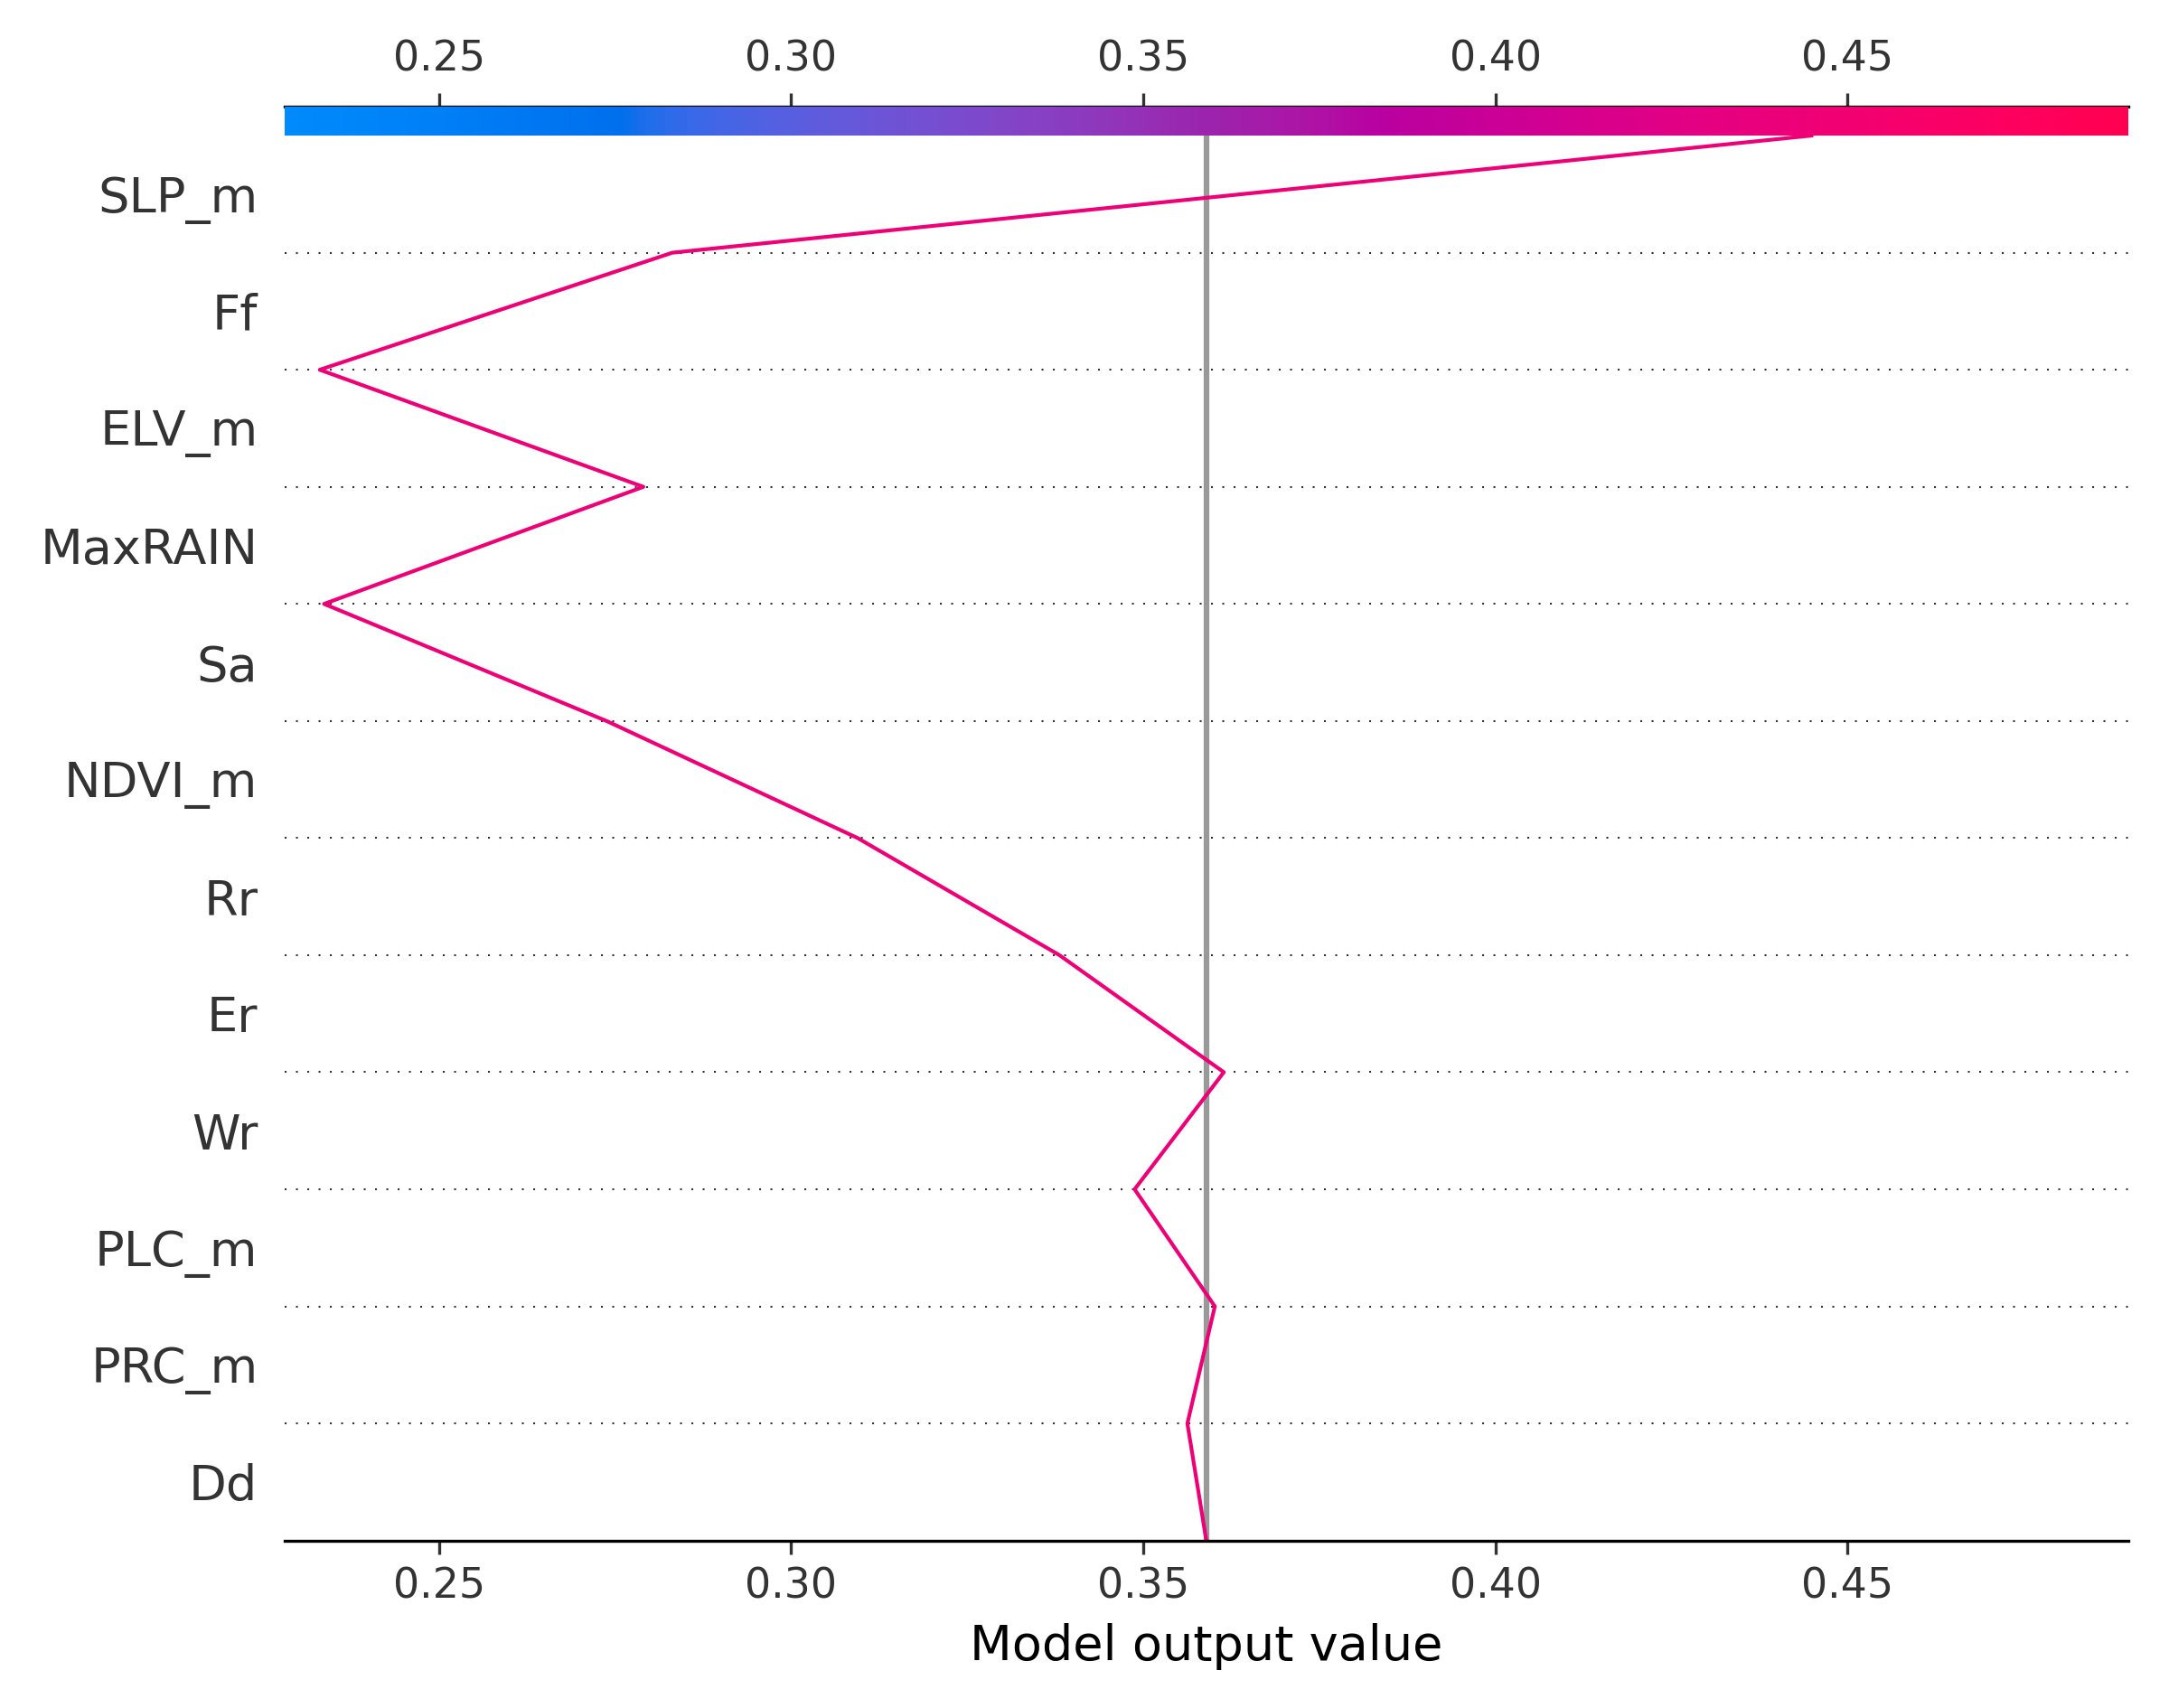 0.25 0.30 0.35 0.40 0.45
SLP_m
Ff
ELV_m
MaxRAIN
Sa
NDVI_m
Rr
Er
Wr
PLC_m
PRC_m
Dd
0.25 0.30 0.35 0.40 0.45
Model output value